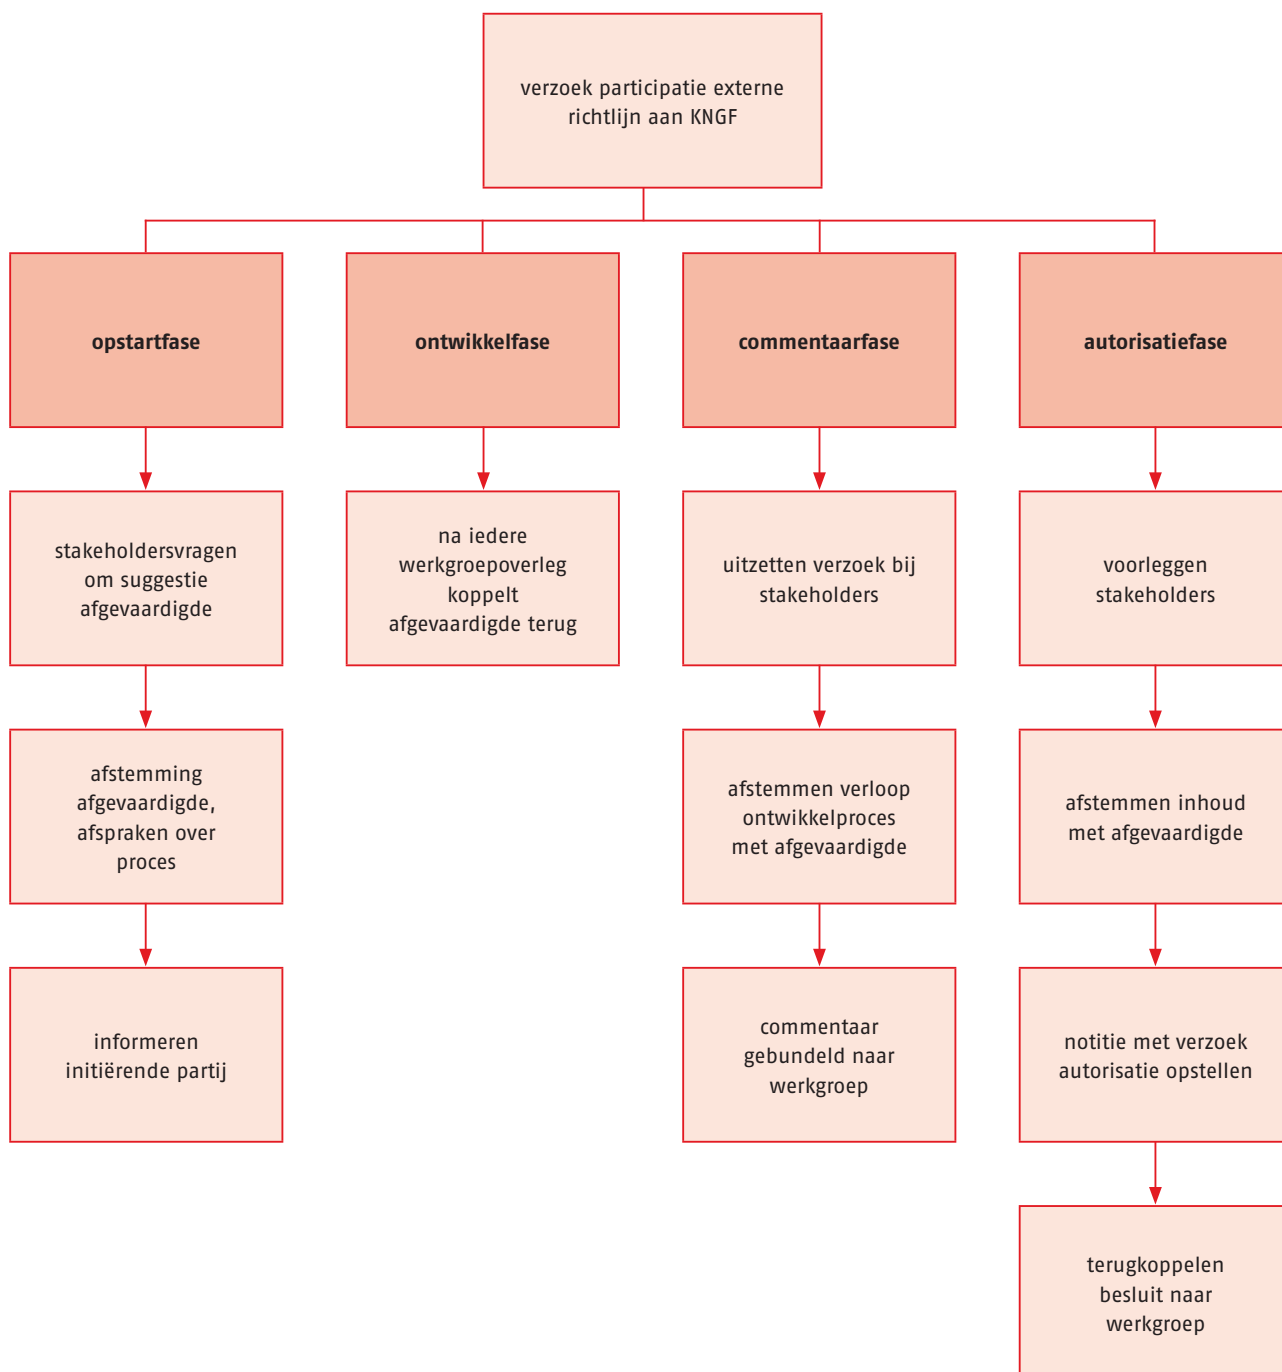 verzoek participatie externe
richtlijn aan KNGF
opstartfase
ontwikkelfase
commentaarfase
autorisatiefase
stakeholdersvragen
om suggestie
afgevaardigde
na iedere
werkgroepoverleg
koppelt
afgevaardigde terug
uitzetten verzoek bij
stakeholders
voorleggen
stakeholders
afstemming
afgevaardigde,
afspraken over
proces
afstemmen verloop
ontwikkelproces
met afgevaardigde
afstemmen inhoud
met afgevaardigde
informeren
initiërende partij
commentaar
gebundeld naar
werkgroep
notitie met verzoek
autorisatie opstellen
terugkoppelen
besluit naar
werkgroep